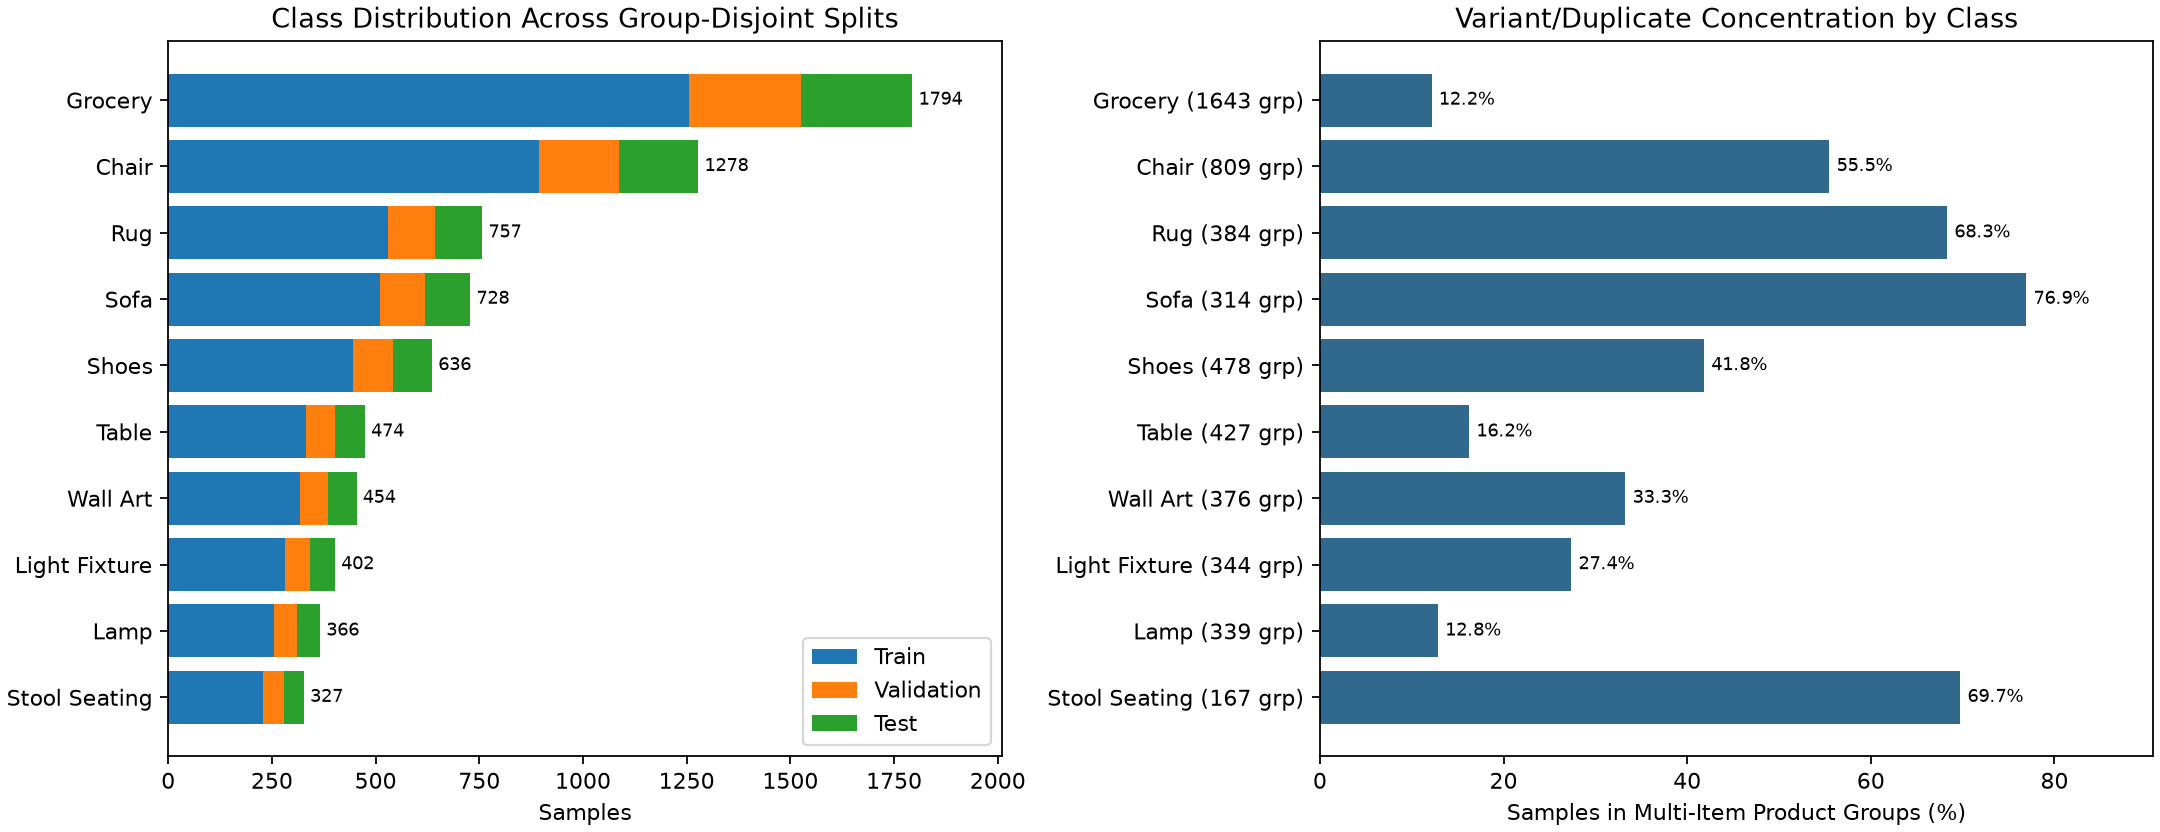 Class Distribution Across Group-Disjoint Splits
Grocery
1794
Chair
1278
Rug
757
Sofa
728
Shoes
636
Table
474
Wall Art
454
Light Fixture
402
Lamp
366
Stool Seating
327
Train
Validation
Test
0 250 500 750 1000 1250 1500 1750 2000
Samples
Variant/Duplicate Concentration by Class
Grocery (1643 grp)
12.2%
Chair (809 grp)
55.5%
Rug (384 grp)
68.3%
Sofa (314 grp)
76.9%
Shoes (478 grp)
41.8%
Table (427 grp)
16.2%
Wall Art (376 grp)
33.3%
Light Fixture (344 grp)
27.4%
Lamp (339 grp)
12.8%
Stool Seating (167 grp)
69.7%
0 20 40 60 80
Samples in Multi-Item Product Groups (%)